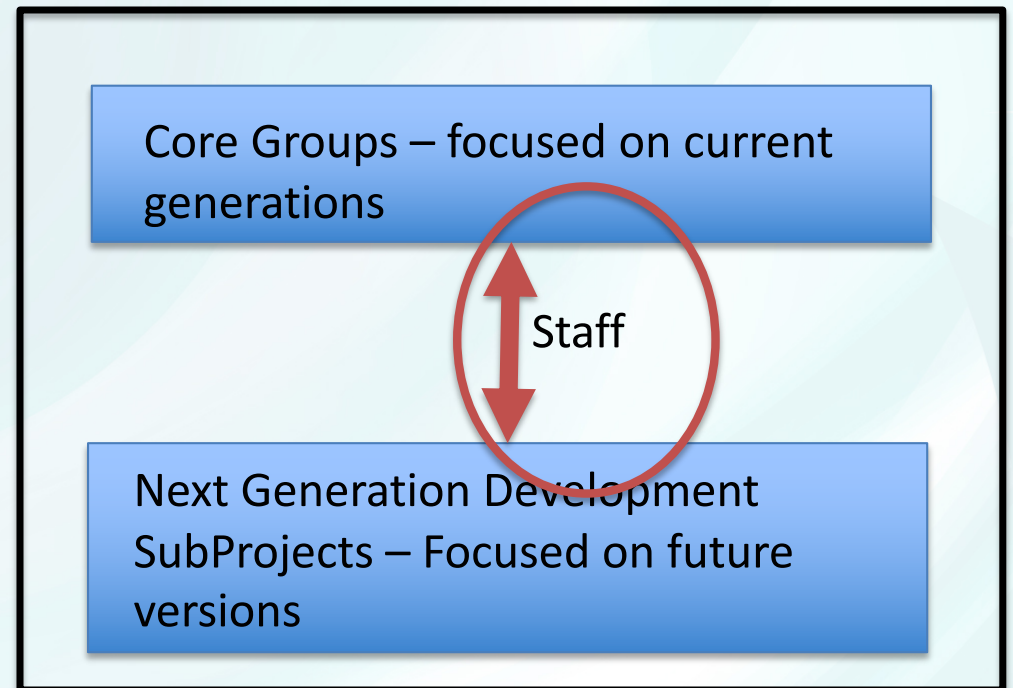 Core Groups – focused on current
generations
Staff
Next Generation Development
SubProjects – Focused on future
versions